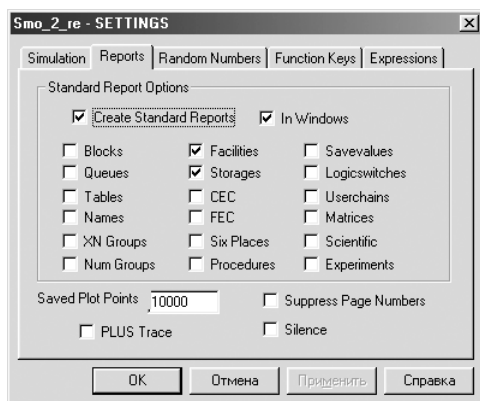 Smo_2_re - SETTINGS
Simulation Reports Random Numbers Function Keys Expressions
Standard Report Options
Create Standard Reports In Windows
Blocks Facilities Savevalues
Queues Storages Logicswitches
Tables CEC Userchains
Names FEC Matrices
XN Groups Six Places Scientific
Num Groups Procedures Experiments
Saved Plot Points 10000 Suppress Page Numbers
PLUS Trace Silence
OK Отмена Применить Справка